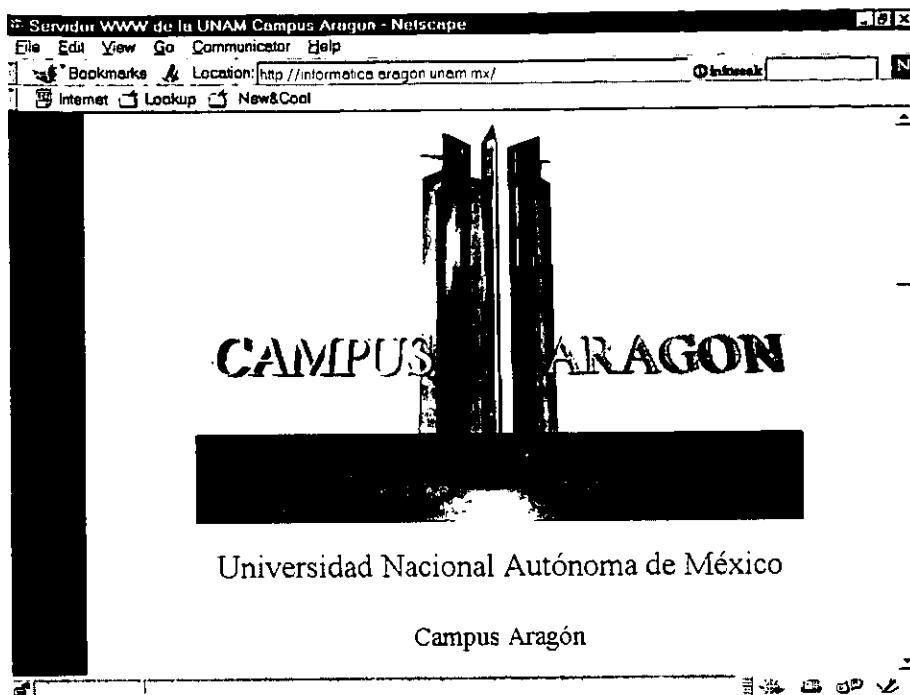 Servidor WWW de la UNAM Campus Aragon - Netscape
File Edit View Go Communicator Help
Bookmarks Location: http://informatica.aragon.unam.mx/ Infoseek N
Internet Lookup New&Cool
CAMPUS ARAGON
Universidad Nacional Autónoma de México
Campus Aragón